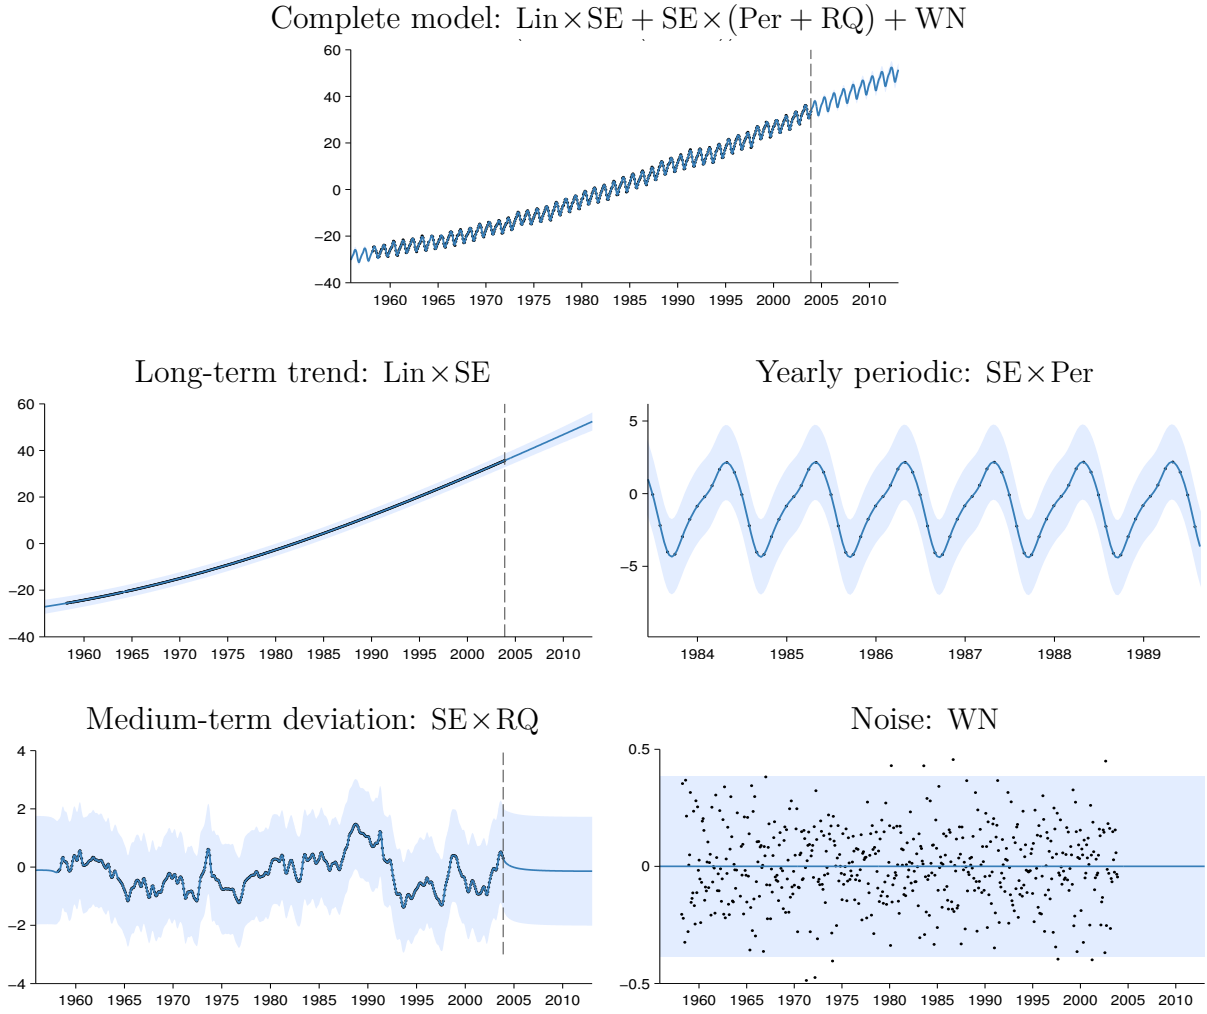 Complete model: Lin×SE + SE×(Per + RQ) + WN
60
40
20
0
−20
−40
1960 1965 1970 1975 1980 1985 1990 1995 2000 2005 2010
Long-term trend: Lin×SE
60
40
20
0
−20
−40
1960 1965 1970 1975 1980 1985 1990 1995 2000 2005 2010
Yearly periodic: SE×Per
5
0
−5
1984 1985 1986 1987 1988 1989
Medium-term deviation: SE×RQ
4
2
0
−2
−4
1960 1965 1970 1975 1980 1985 1990 1995 2000 2005 2010
Noise: WN
0.5
0
−0.5
1960 1965 1970 1975 1980 1985 1990 1995 2000 2005 2010